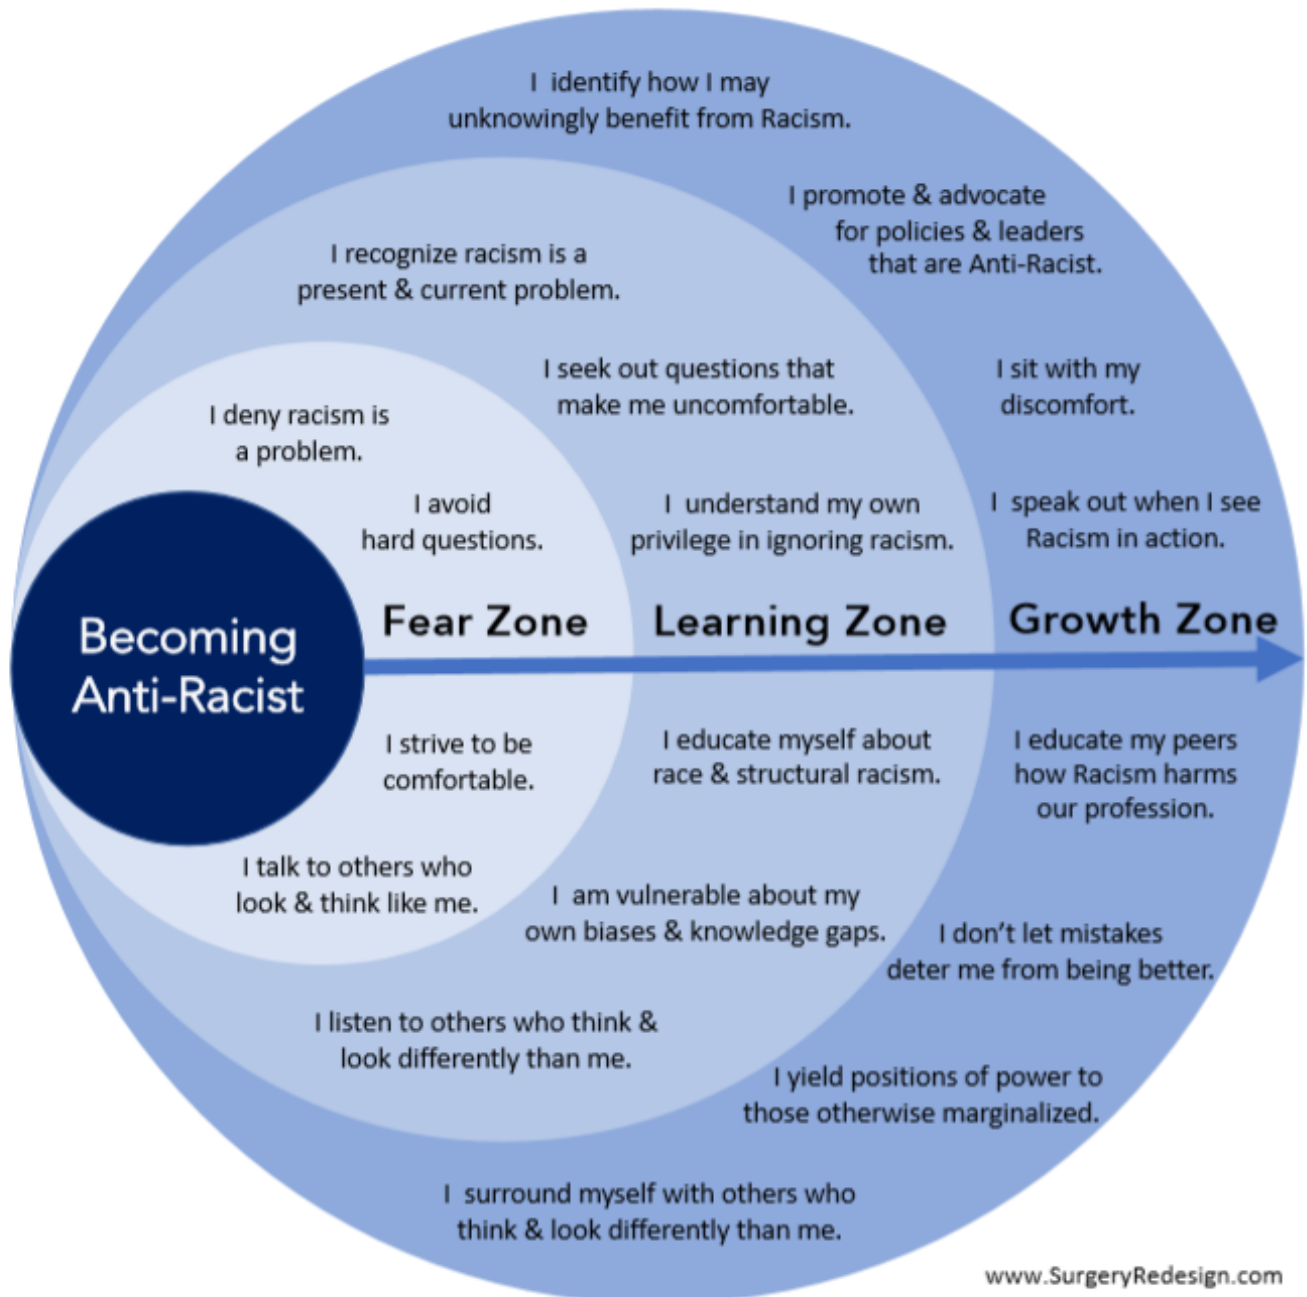 I identify how I may
unknowingly benefit from Racism.
I promote & advocate
for policies & leaders
that are Anti-Racist.
I recognize racism is a
present & current problem.
I seek out questions that
make me uncomfortable.
I sit with my
discomfort.
I deny racism is
a problem.
I avoid
hard questions.
I understand my own
privilege in ignoring racism.
I speak out when I see
Racism in action.
Becoming
Anti-Racist
Fear Zone
Learning Zone
Growth Zone
I strive to be
comfortable.
I educate myself about
race & structural racism.
I educate my peers
how Racism harms
our profession.
I talk to others who
look & think like me.
I am vulnerable about my
own biases & knowledge gaps.
I don't let mistakes
deter me from being better.
I listen to others who think &
look differently than me.
I yield positions of power to
those otherwise marginalized.
I surround myself with others who
think & look differently than me.
www.SurgeryRedesign.com